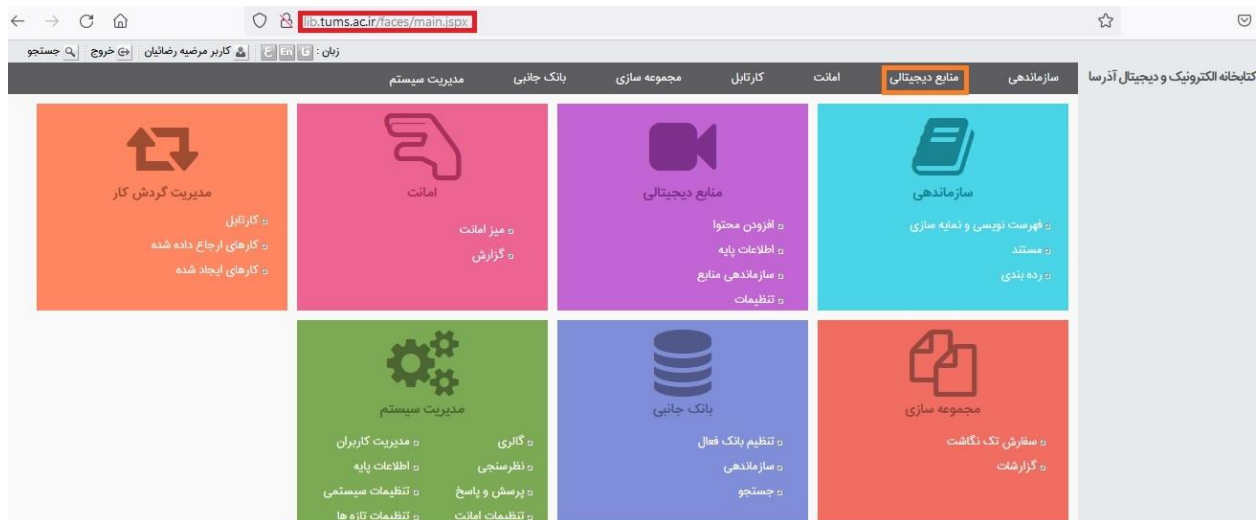 lib.tums.ac.ir/faces/main.jspx
زبان : فا En ع کاربر مرضیه رضائیان خروج جستجو
کتابخانه الکترونیک و دیجیتال آذرسا
سازماندهی منابع دیجیتالی امانت کارتابل مجموعه سازی بانک جانبی مدیریت سیستم
سازماندهی
فهرست نویسی و نمایه سازی
مستند
رده بندی
منابع دیجیتالی
افزودن محتوا
اطلاعات پایه
سازماندهی منابع
تنظیمات
امانت
میز امانت
گزارش
مدیریت گردش کار
کارتابل
کارهای ارجاع داده شده
کارهای ایجاد شده
مجموعه سازی
سفارش تک نگاشت
گزارشات
بانک جانبی
تنظیم بانک فعال
سازماندهی
جستجو
مدیریت سیستم
گالری
نظرسنجی
پرسش و پاسخ
تنظیمات امانت
مدیریت کاربران
اطلاعات پایه
تنظیمات سیستمی
تنظیمات تازه ها